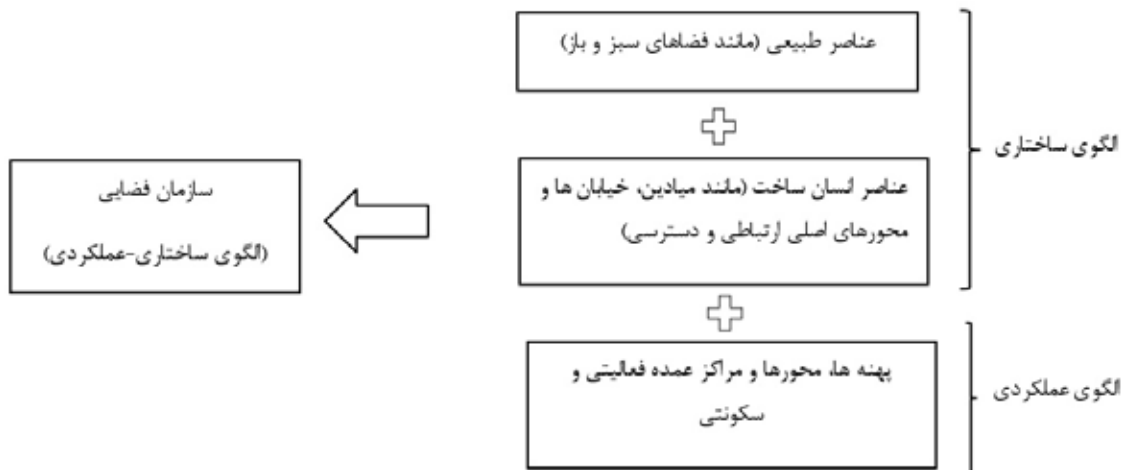 عناصر طبیعی (مانند فضاهای سبز و باز)
الگوی ساختاری
عناصر انسان ساخت (مانند میادین، خیابان ها و
محورهای اصلی ارتباطی و دسترسی)
سازمان فضایی
(الگوی ساختاری-عملکردی)
پهنه ها، محورها و مراکز عمده فعالیتی و
سکونتی
الگوی عملکردی